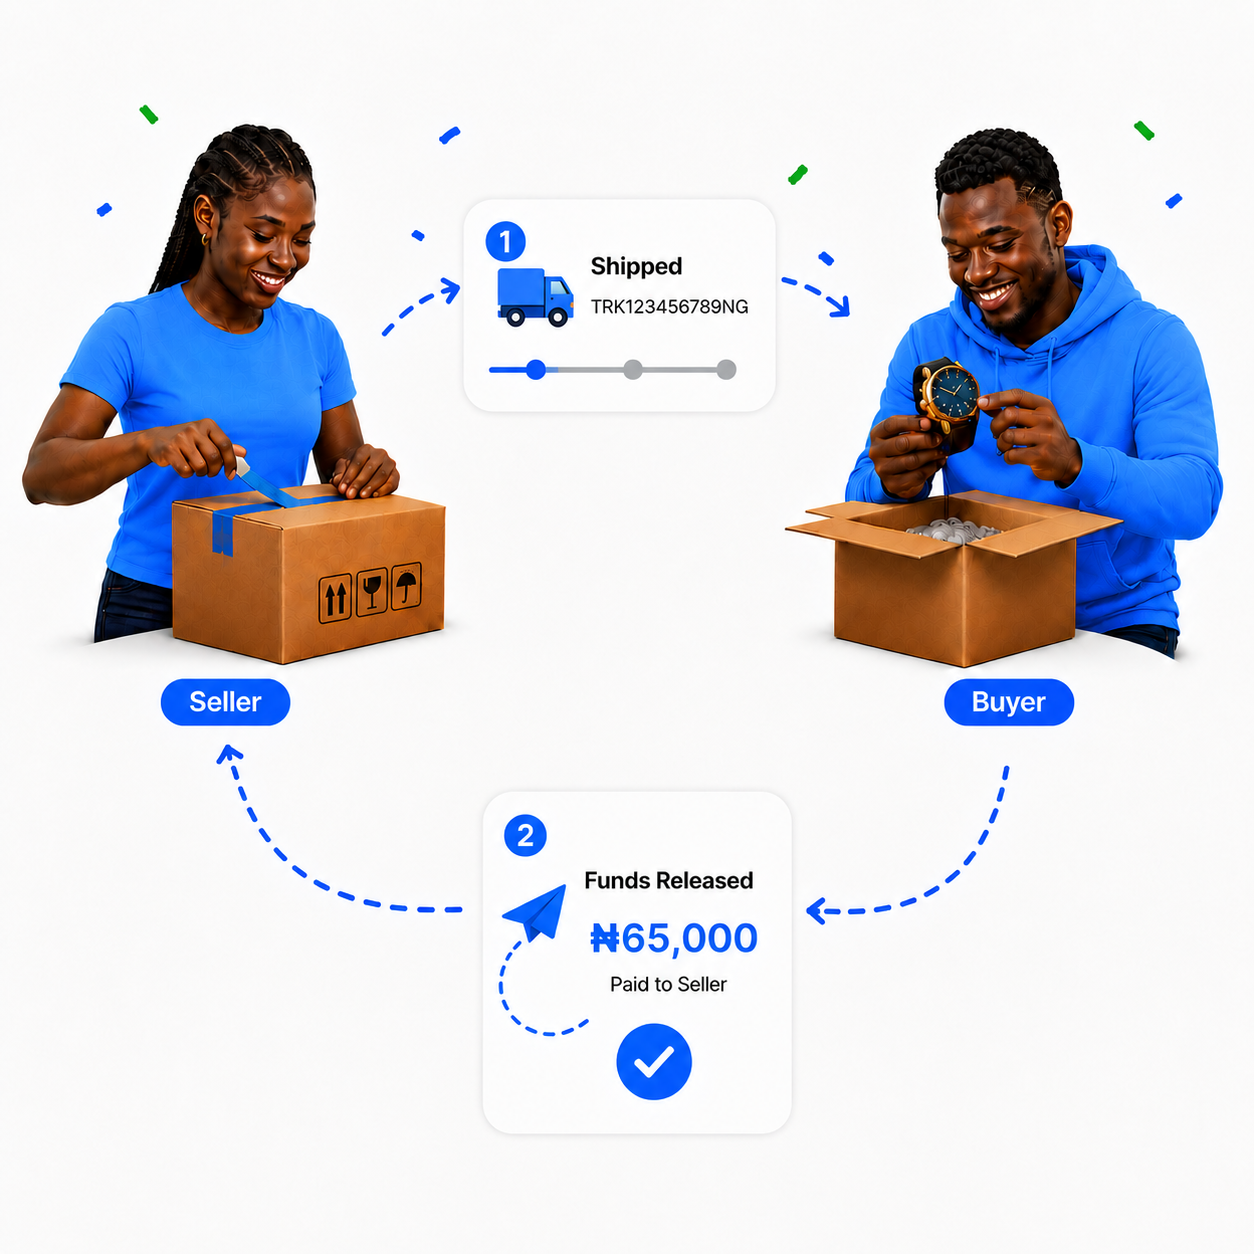 1
Shipped
TRK123456789NG
Seller
Buyer
2
Funds Released
₦65,000
Paid to Seller